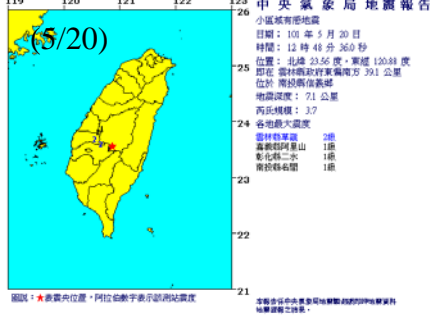 119 120 121 122 123
26
中央氣象局地震報告
小區域有感地震
日期： 101 年 5 月 20 日
時間： 12 時 48 分 36.0 秒
位置： 北緯 23.56 度，東經 120.88 度
即在 雲林縣政府東偏南方 39.1 公里
位於 南投縣信義鄉
地震深度： 7.1 公里
芮氏規模： 3.7
各地最大震度
雲林縣草嶺 2級
嘉義縣阿里山 1級
彰化縣二水 1級
南投縣名間 1級
(5/20)
25
24
23
22
21
圖說：★表震央位置，阿拉伯數字表示該測站震度